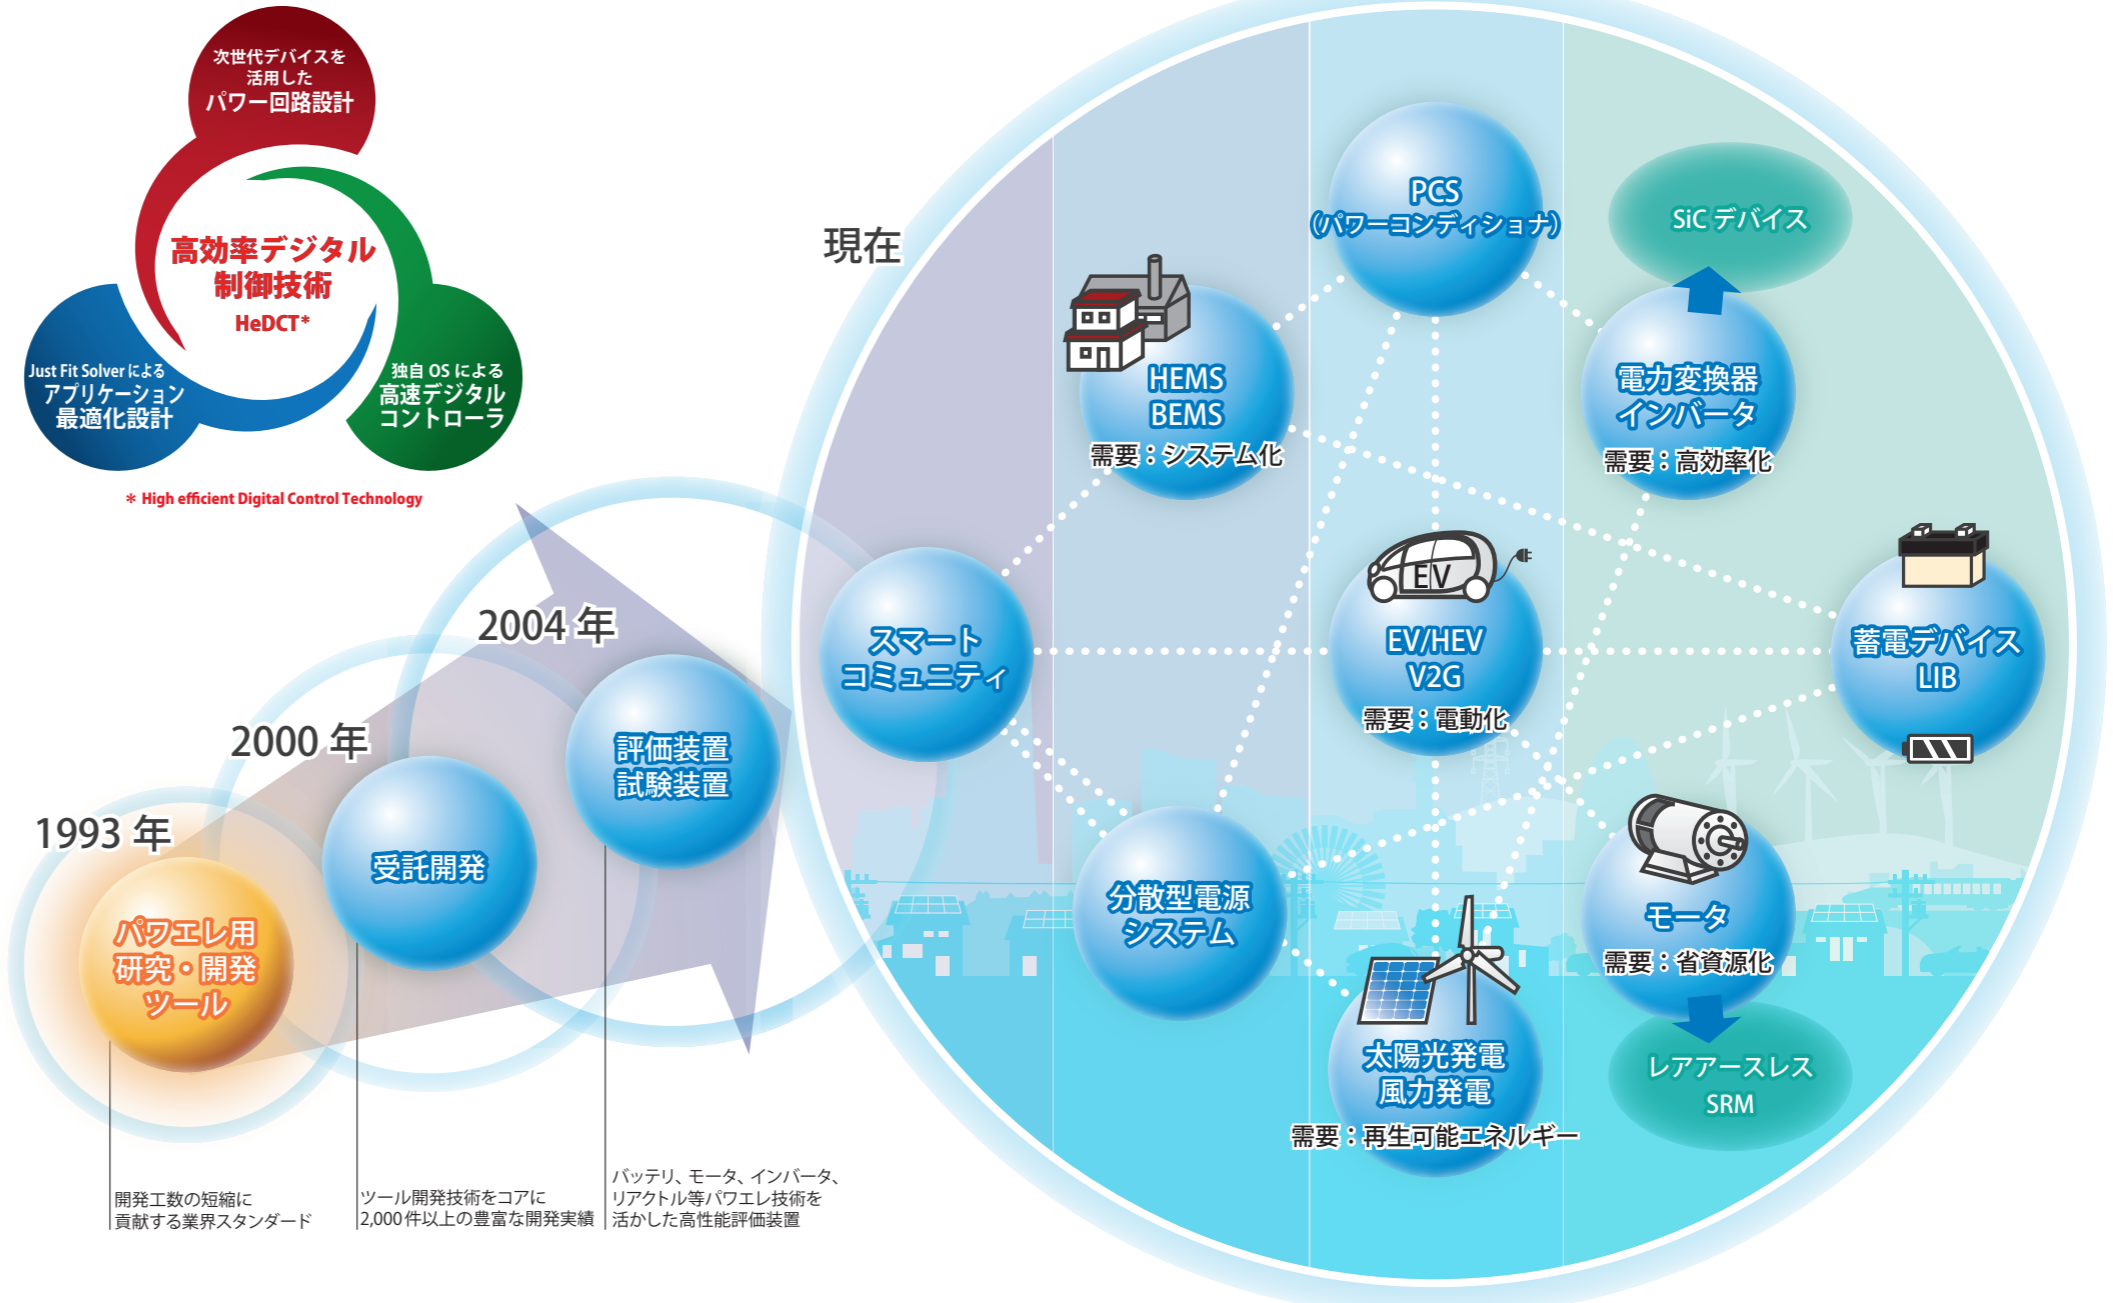 次世代デバイスを
活用した
パワー回路設計
高効率デジタル
制御技術
HeDCT*
Just Fit Solverによる
アプリケーション
最適化設計
独自 OS による
高速デジタル
コントローラ
* High efficient Digital Control Technology
1993 年
パワエレ用
研究・開発
ツール
開発工数の短縮に
貢献する業界スタンダード
2000 年
受託開発
ツール開発技術をコアに
2,000件以上の豊富な開発実績
2004 年
評価装置
試験装置
バッテリ、モータ、インバータ、
リアクトル等パワエレ技術を
活かした高性能評価装置
現在
スマート
コミュニティ
HEMS
BEMS
需要：システム化
PCS
（パワーコンディショナ）
SiC デバイス
電力変換器
インバータ
需要：高効率化
EV
EV/HEV
V2G
需要：電動化
蓄電デバイス
LIB
分散型電源
システム
太陽光発電
風力発電
需要：再生可能エネルギー
モータ
需要：省資源化
レアアースレス
SRM